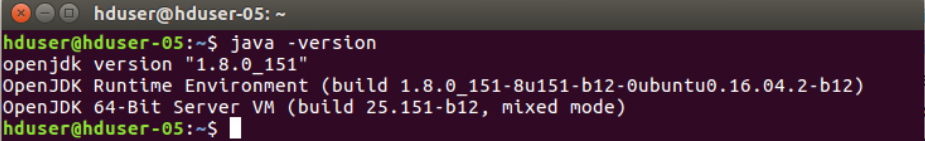 hduser@hduser-05: ~
hduser@hduser-05:~$ java -version
openjdk version "1.8.0_151"
OpenJDK Runtime Environment (build 1.8.0_151-8u151-b12-0ubuntu0.16.04.2-b12)
OpenJDK 64-Bit Server VM (build 25.151-b12, mixed mode)
hduser@hduser-05:~$